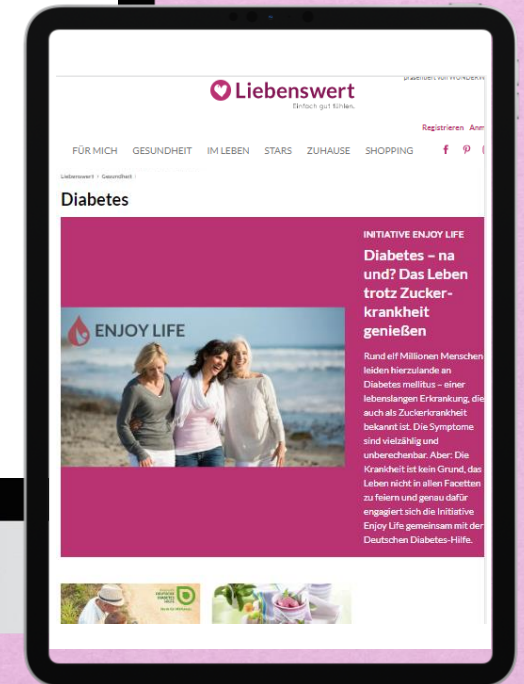 präsentiert von WUNDERW
Liebenswert
Einfach gut fühlen.
Registrieren Anm
FÜR MICH GESUNDHEIT IM LEBEN STARS ZUHAUSE SHOPPING
Liebenswert > Gesundheit
Diabetes
INITIATIVE ENJOY LIFE
Diabetes – na
und? Das Leben
trotz Zucker-
krankheit
genießen
ENJOY LIFE
Rund elf Millionen Menschen
leiden hierzulande an
Diabetes mellitus – einer
lebenslangen Erkrankung, die
auch als Zuckerkrankheit
bekannt ist. Die Symptome
sind vielzählig und
unberechenbar. Aber: Die
Krankheit ist kein Grund, das
Leben nicht in allen Facetten
zu feiern und genau dafür
engagiert sich die Initiative
Enjoy Life gemeinsam mit der
Deutschen Diabetes-Hilfe.
DEUTSCHE
DIABETES
HILFE